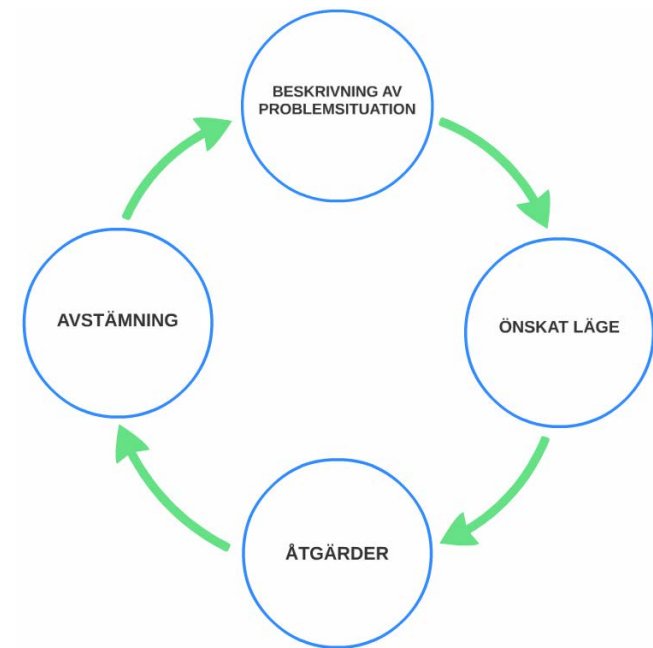 BESKRIVNING AV
PROBLEMSITUATION
ÖNSKAT LÄGE
ÅTGÄRDER
AVSTÄMNING